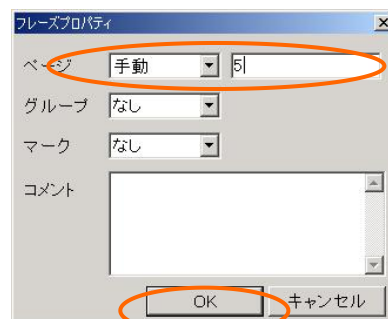 フレーズプロパティ
ページ 手動 5
グループ なし
マーク なし
コメント
OK キャンセル